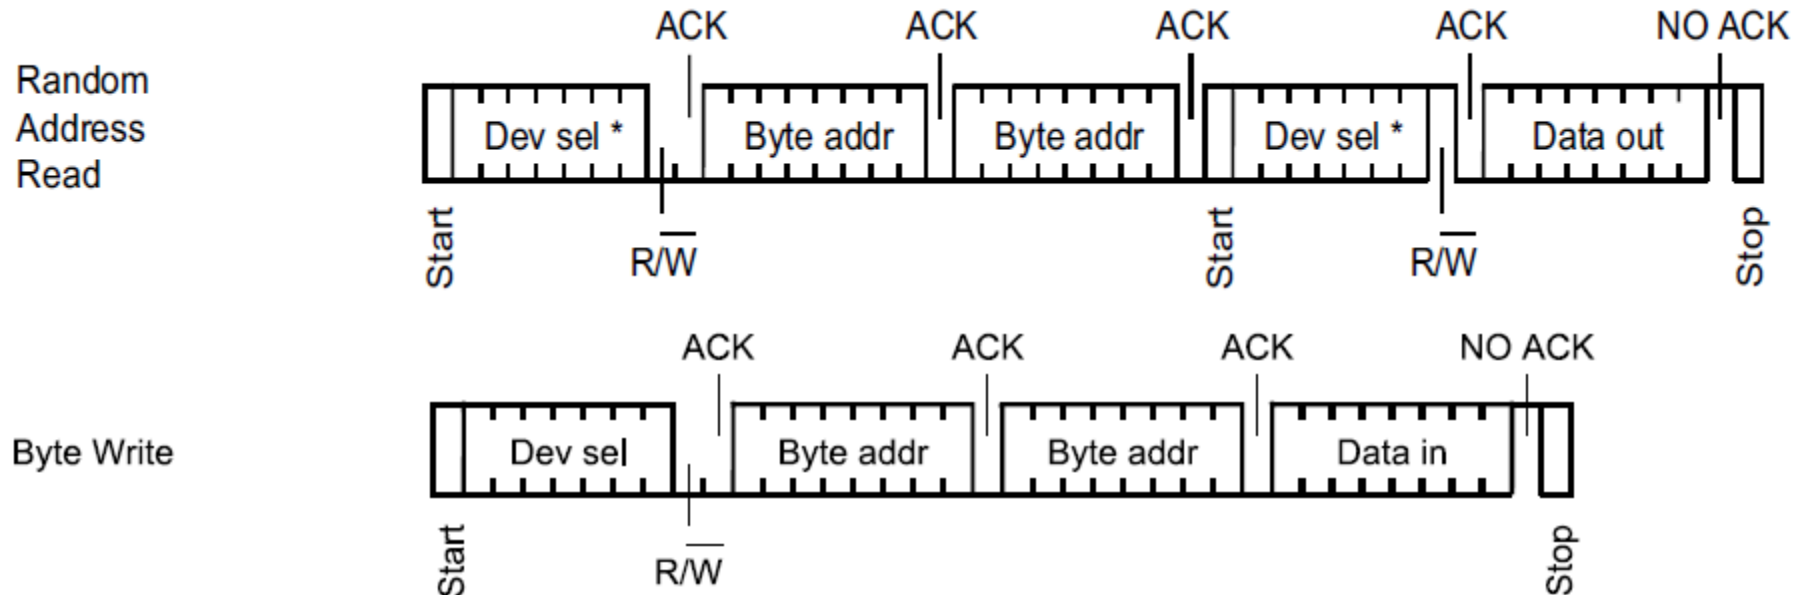 ACK ACK ACK ACK NO ACK
Random
Address
Read
Dev sel * Byte addr Byte addr Dev sel * Data out
Start R/W Start R/W Stop
ACK ACK ACK NO ACK
Byte Write
Dev sel Byte addr Byte addr Data in
Start R/W Stop